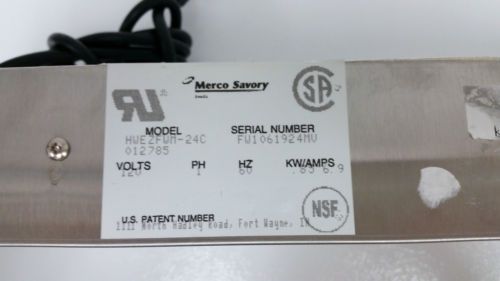 Merco Savory
MODEL SERIAL NUMBER
HWEZFWM-24C FW1061924MV
012785
VOLTS PH HZ KW/AMPS
120 1 60 .83 6.9
NSF
U.S. PATENT NUMBER
1111 North Hadley Road, Fort Wayne, IN